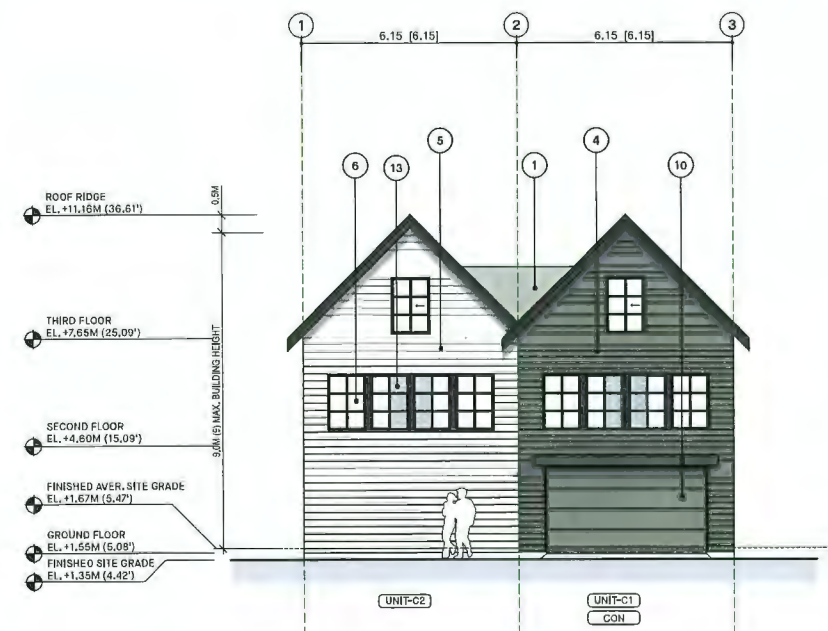 1
2
3
6.15 [6.15]
6.15 [6.15]
6
13
5
1
4
10
0.5M
ROOF RIDGE
EL. +11.16M (36.61')
THIRD FLOOR
EL. +7.65M (25.09')
9.0M (9) MAX. BUILDING HEIGHT
SECOND FLOOR
EL. +4.60M (15.09')
FINISHED AVER. SITE GRADE
EL. +1.67M (5.47')
GROUND FLOOR
EL. +1.55M (5.08')
FINISHED SITE GRADE
EL. +1.35M (4.42')
UNIT-C2
UNIT-C1
CON